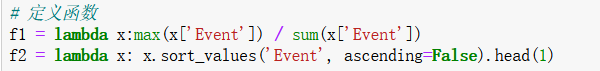 # 定义函数
f1 = lambda x:max(x['Event']) / sum(x['Event'])
f2 = lambda x: x.sort_values('Event', ascending=False).head(1)